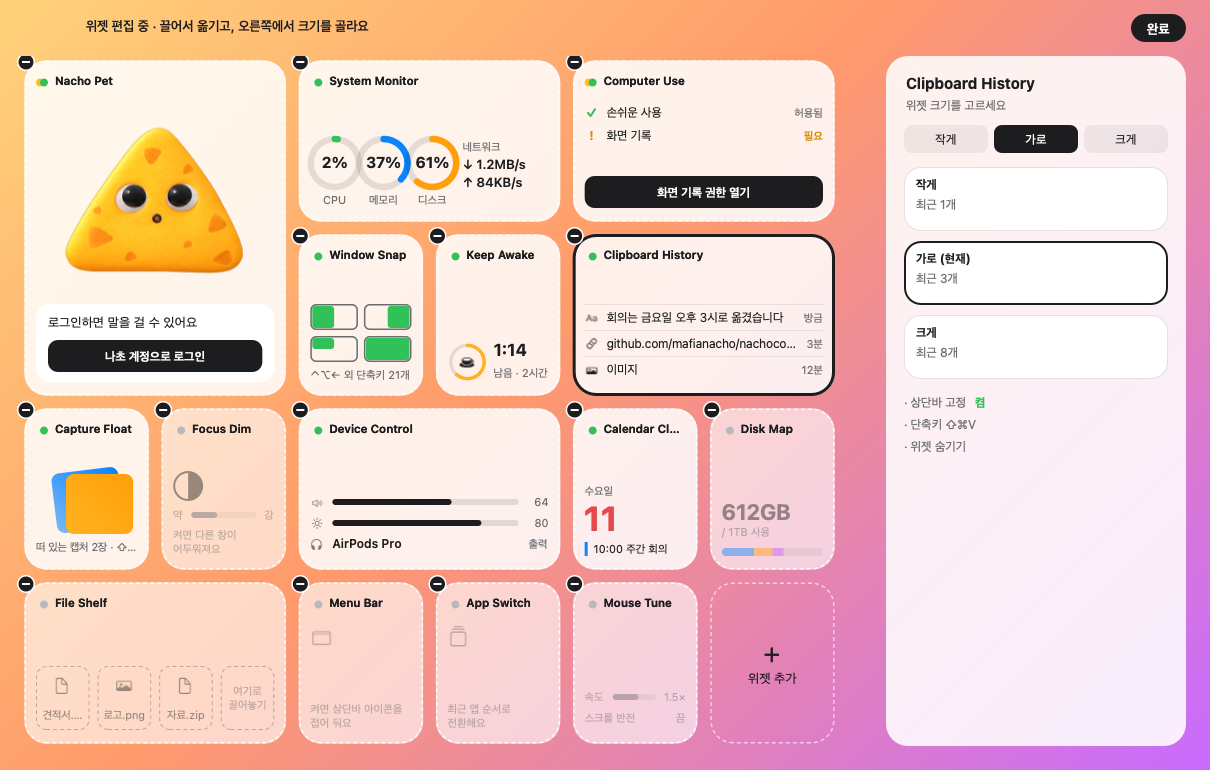 위젯 편집 중 · 끌어서 옮기고, 오른쪽에서 크기를 골라요
완료
Nacho Pet
로그인하면 말을 걸 수 있어요
나초 계정으로 로그인
System Monitor
2%
37%
61%
CPU
메모리
디스크
네트워크
↓ 1.2MB/s
↑ 84KB/s
Computer Use
손쉬운 사용
허용됨
! 화면 기록
필요
화면 기록 권한 열기
Window Snap
^⌥← 외 단축키 21개
Keep Awake
1:14
남음 · 2시간
Clipboard History
Aa 회의는 금요일 오후 3시로 옮겼습니다 방금
github.com/mafianacho/nachoco... 3분
이미지 12분
Capture Float
떠 있는 캡처 2장 · ⇧...
Focus Dim
약
강
켜면 다른 창이
어두워져요
Device Control
64
80
AirPods Pro 출력
Calendar Cl...
수요일
11
10:00 주간 회의
Disk Map
612GB
/ 1TB 사용
File Shelf
견적서....
로고.png
자료.zip
여기로
끌어놓기
Menu Bar
켜면 상단바 아이콘을
접어 둬요
App Switch
최근 앱 순서로
전환해요
Mouse Tune
속도 1.5×
스크롤 반전 끔
+
위젯 추가
Clipboard History
위젯 크기를 고르세요
작게
가로
크게
작게
최근 1개
가로 (현재)
최근 3개
크게
최근 8개
· 상단바 고정 켬
· 단축키 ⇧⌘V
· 위젯 숨기기